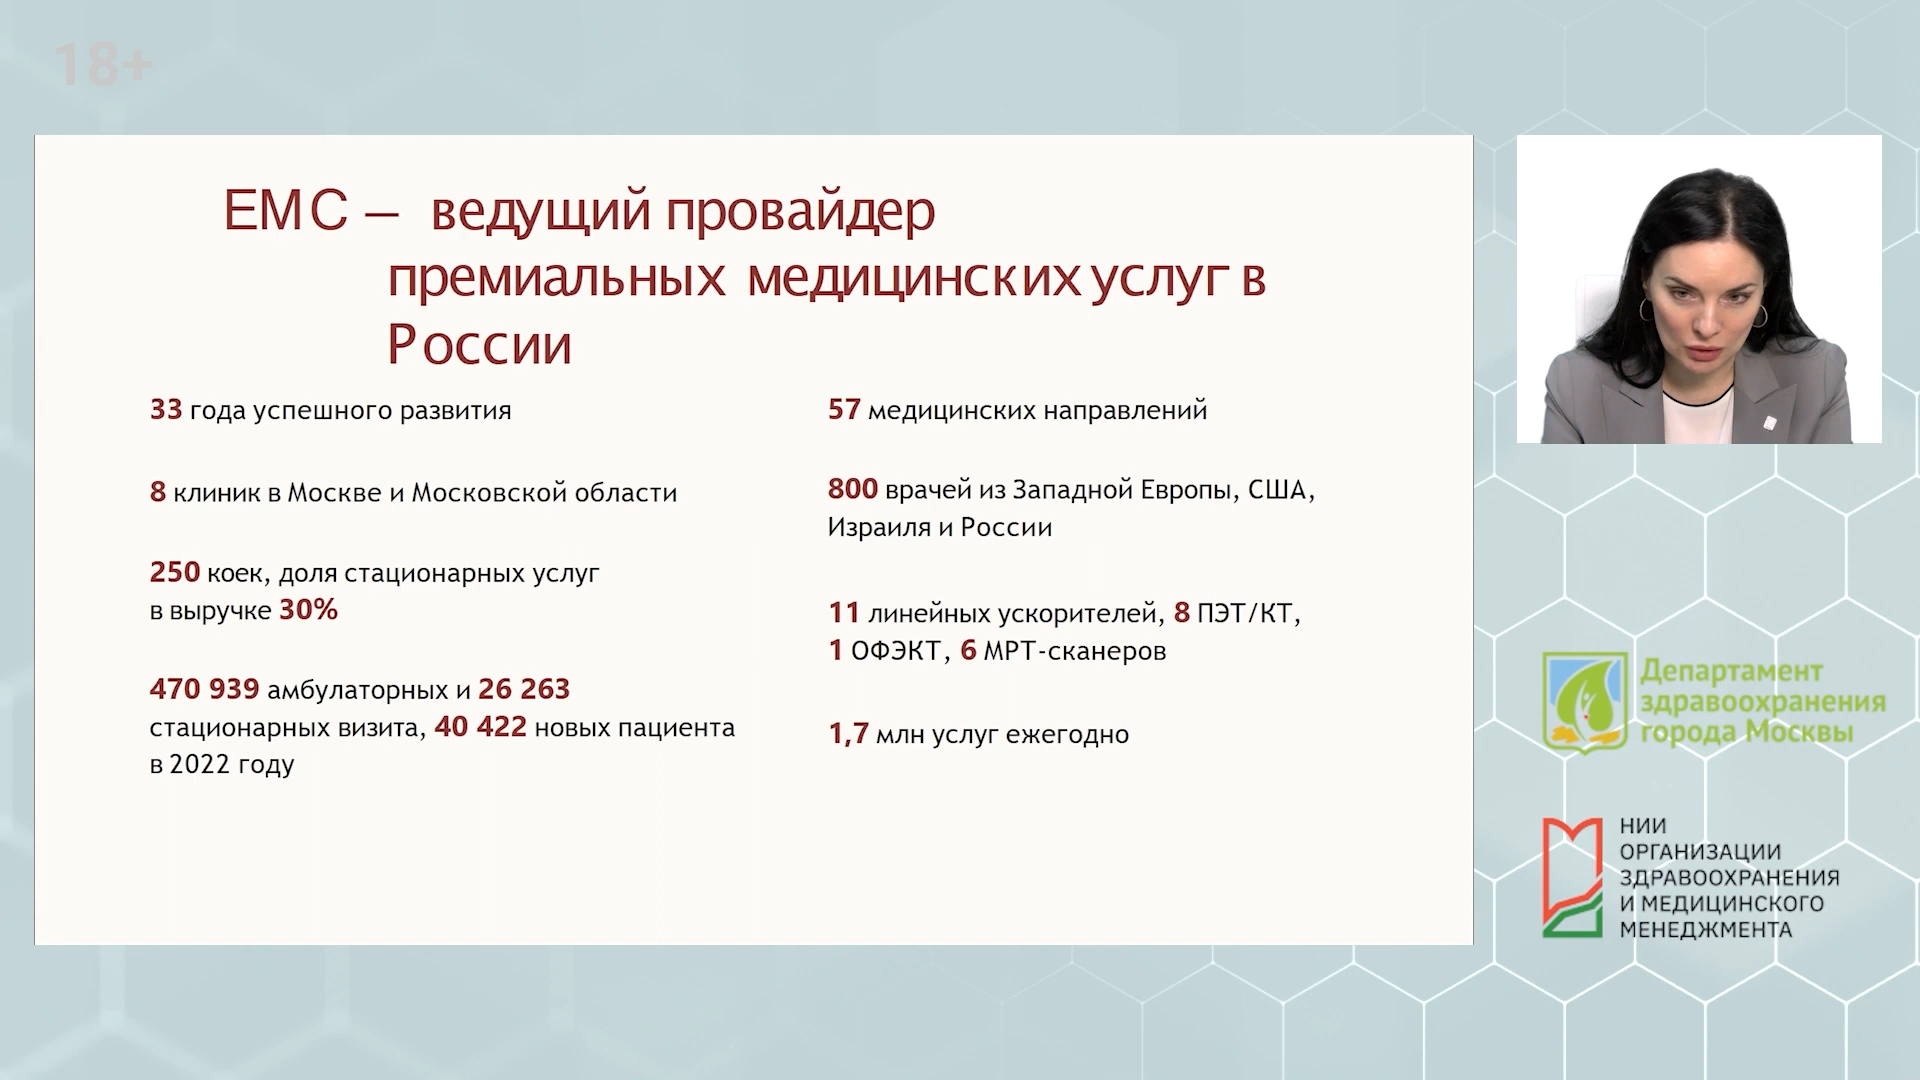 18+
ЕМС – ведущий провайдер
премиальных медицинских услуг в
России
33 года успешного развития
8 клиник в Москве и Московской области
250 коек, доля стационарных услуг
в выручке 30%
470 939 амбулаторных и 26 263
стационарных визита, 40 422 новых пациента
в 2022 году
57 медицинских направлений
800 врачей из Западной Европы, США,
Израиля и России
11 линейных ускорителей, 8 ПЭТ/КТ,
1 ОФЭКТ, 6 МРТ-сканеров
1,7 млн услуг ежегодно
Департамент
здравоохранения
города Москвы
НИИ
ОРГАНИЗАЦИИ
ЗДРАВООХРАНЕНИЯ
И МЕДИЦИНСКОГО
МЕНЕДЖМЕНТА